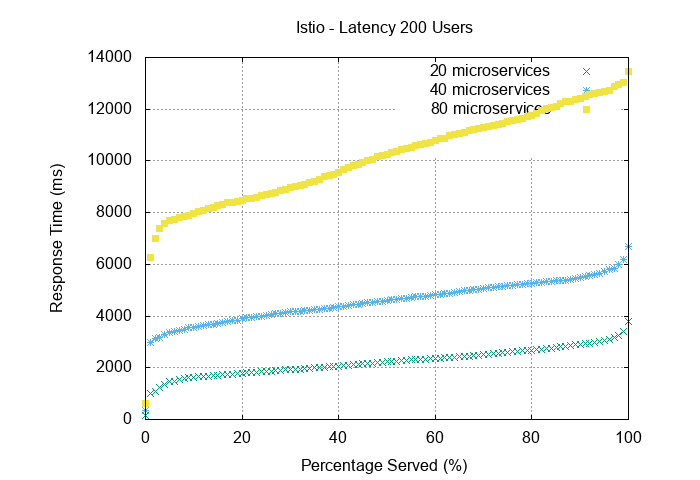 Istio - Latency 200 Users
14000
12000
10000
8000
6000
4000
2000
0
Response Time (ms)
20 microservices
40 microservices
80 microservices
0 20 40 60 80 100
Percentage Served (%)